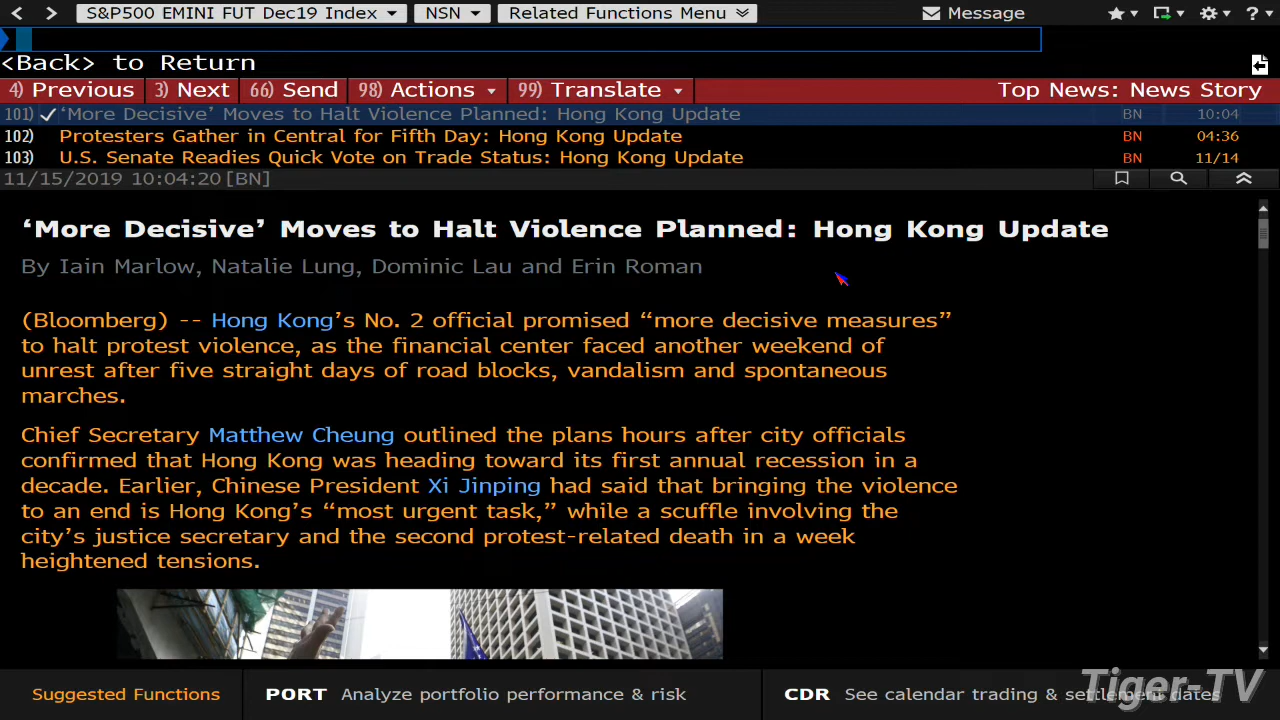 S&P500 EMINI FUT Dec19 Index NSN Related Functions Menu Message ?
<Back> to Return
4) Previous 3) Next 66) Send 98) Actions 99) Translate Top News: News Story
101) ‘More Decisive’ Moves to Halt Violence Planned: Hong Kong Update BN 10:04
102) Protesters Gather in Central for Fifth Day: Hong Kong Update BN 04:36
103) U.S. Senate Readies Quick Vote on Trade Status: Hong Kong Update BN 11/14
11/15/2019 10:04:20 [BN]
‘More Decisive’ Moves to Halt Violence Planned: Hong Kong Update
By Iain Marlow, Natalie Lung, Dominic Lau and Erin Roman
(Bloomberg) -- Hong Kong’s No. 2 official promised “more decisive measures”
to halt protest violence, as the financial center faced another weekend of
unrest after five straight days of road blocks, vandalism and spontaneous
marches.
Chief Secretary Matthew Cheung outlined the plans hours after city officials
confirmed that Hong Kong was heading toward its first annual recession in a
decade. Earlier, Chinese President Xi Jinping had said that bringing the violence
to an end is Hong Kong’s “most urgent task,” while a scuffle involving the
city’s justice secretary and the second protest-related death in a week
heightened tensions.
Suggested Functions PORT Analyze portfolio performance & risk CDR See calendar trading & settlement dates
Tiger-TV